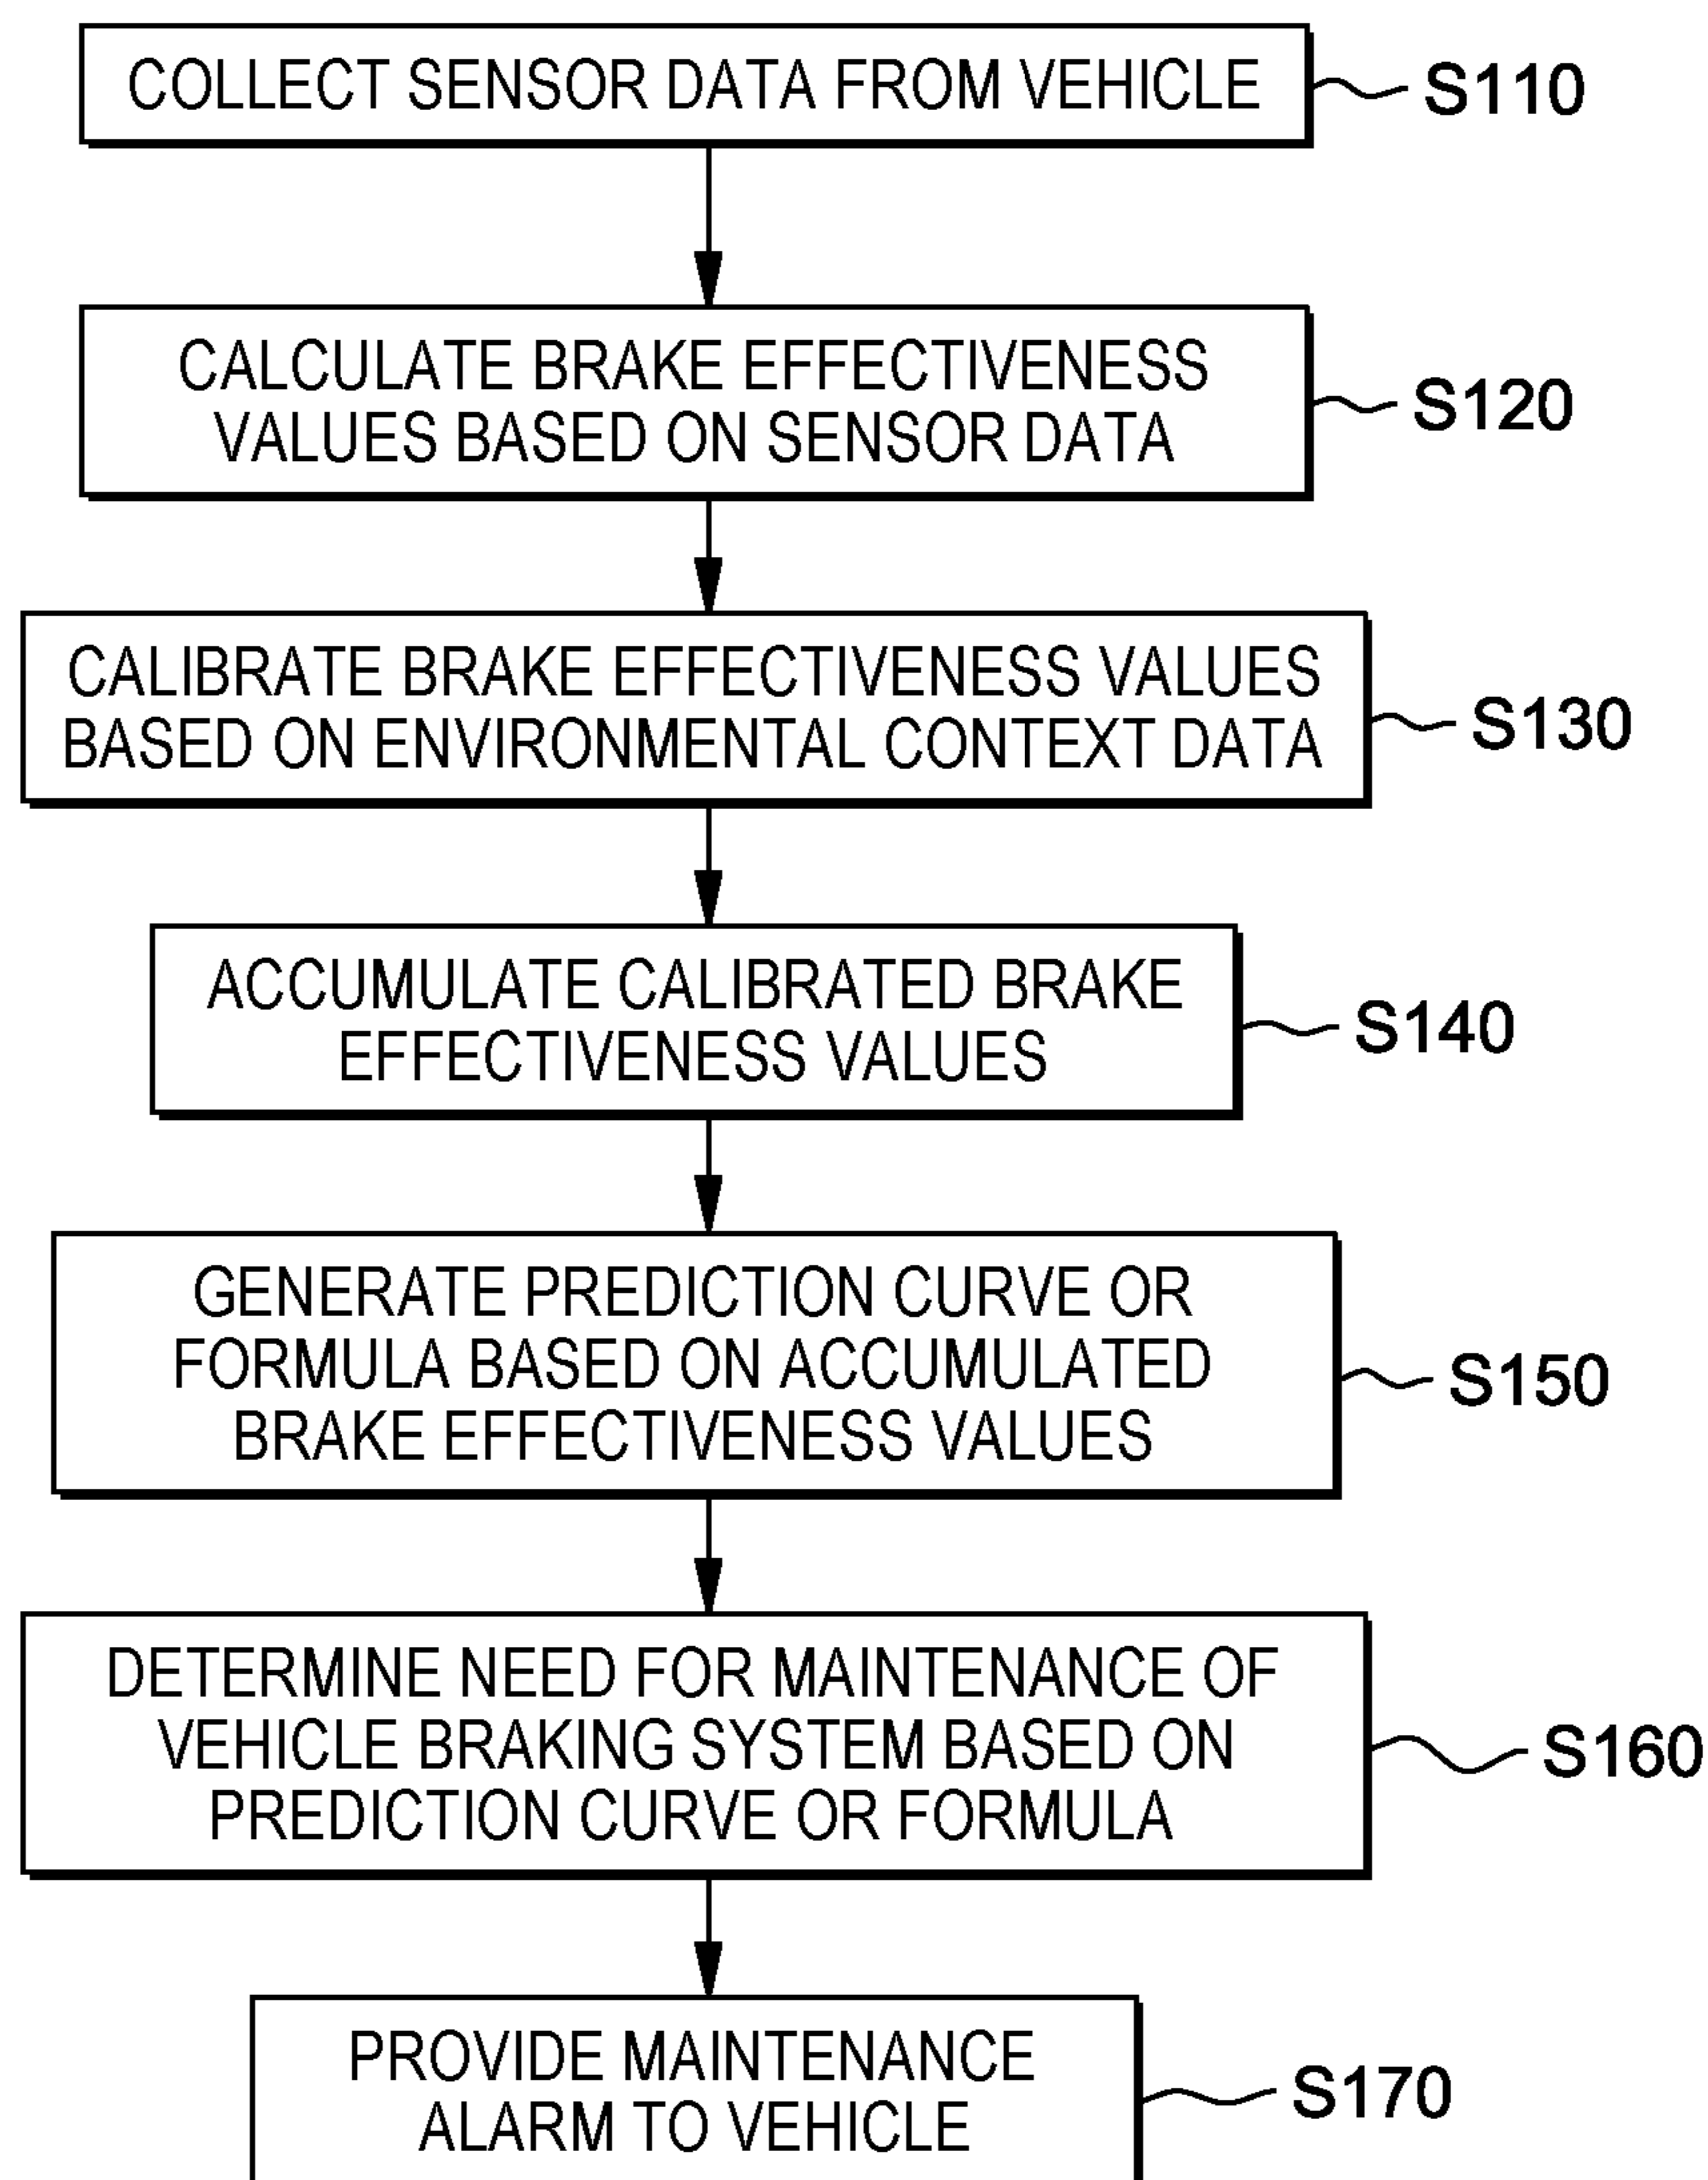 COLLECT SENSOR DATA FROM VEHICLE
S110
CALCULATE BRAKE EFFECTIVENESS
VALUES BASED ON SENSOR DATA
S120
CALIBRATE BRAKE EFFECTIVENESS VALUES
BASED ON ENVIRONMENTAL CONTEXT DATA
S130
ACCUMULATE CALIBRATED BRAKE
EFFECTIVENESS VALUES
S140
GENERATE PREDICTION CURVE OR
FORMULA BASED ON ACCUMULATED
BRAKE EFFECTIVENESS VALUES
S150
DETERMINE NEED FOR MAINTENANCE OF
VEHICLE BRAKING SYSTEM BASED ON
PREDICTION CURVE OR FORMULA
S160
PROVIDE MAINTENANCE
ALARM TO VEHICLE
S170